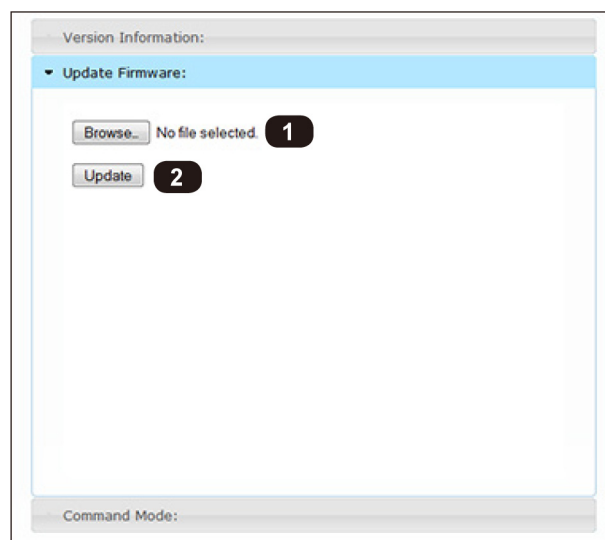 Version Information:
Update Firmware:
Browse.. No file selected. 1
Update 2
Command Mode: